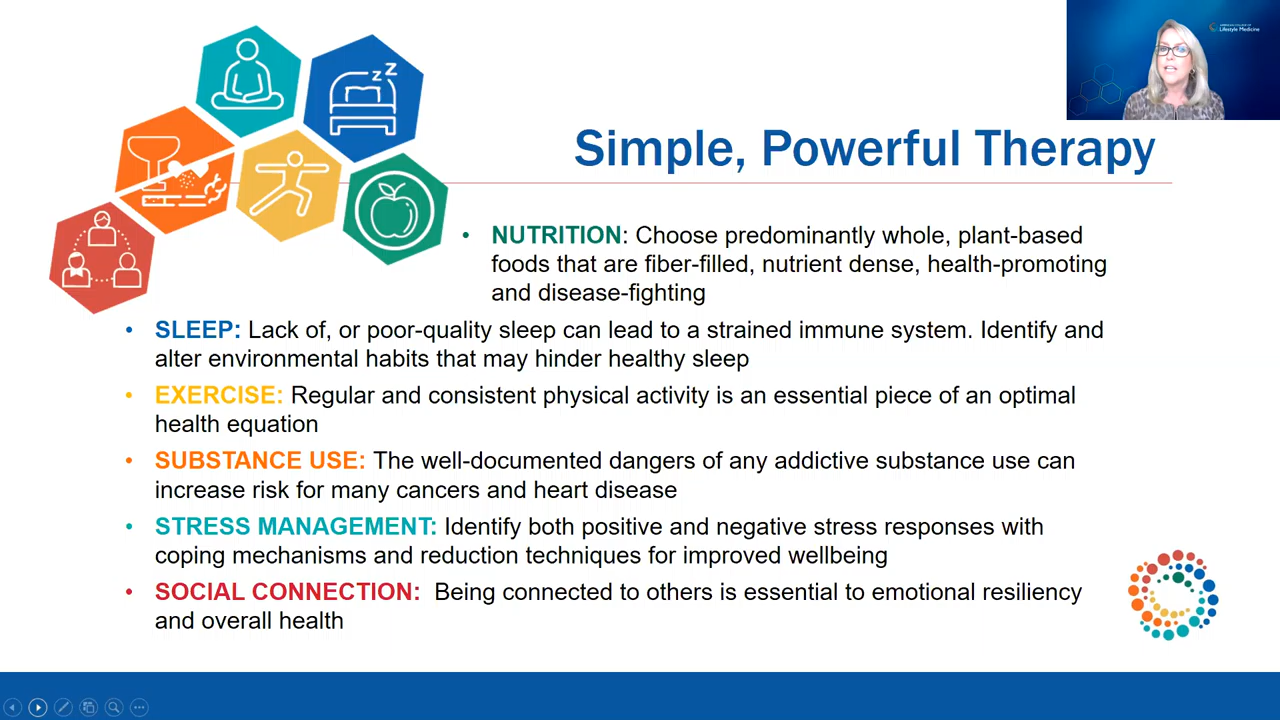 AMERICAN COLLEGE OF
Lifestyle Medicine
z Z
Simple, Powerful Therapy
• NUTRITION: Choose predominantly whole, plant-based
foods that are fiber-filled, nutrient dense, health-promoting
and disease-fighting
• SLEEP: Lack of, or poor-quality sleep can lead to a strained immune system. Identify and
alter environmental habits that may hinder healthy sleep
• EXERCISE: Regular and consistent physical activity is an essential piece of an optimal
health equation
• SUBSTANCE USE: The well-documented dangers of any addictive substance use can
increase risk for many cancers and heart disease
• STRESS MANAGEMENT: Identify both positive and negative stress responses with
coping mechanisms and reduction techniques for improved wellbeing
• SOCIAL CONNECTION: Being connected to others is essential to emotional resiliency
and overall health